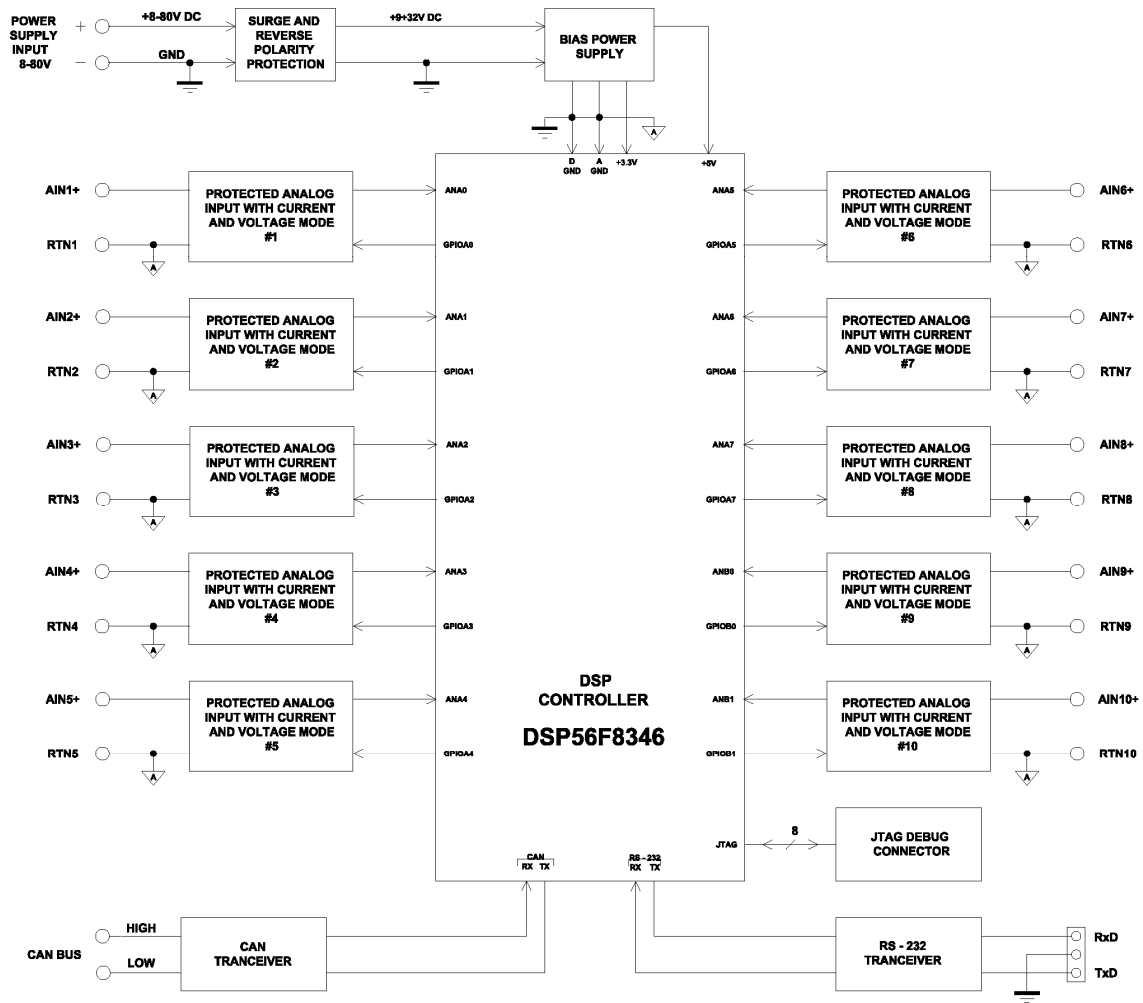 POWER
SUPPLY
INPUT
8-80V
+
−
+8-80V DC
GND
SURGE AND
REVERSE
POLARITY
PROTECTION
+9+32V DC
BIAS POWER
SUPPLY
A
D
GND
A
GND
+3.3V
+5V
AIN1+
RTN1
A
PROTECTED ANALOG
INPUT WITH CURRENT
AND VOLTAGE MODE
#1
ANA0
GPIOA0
AIN2+
RTN2
A
PROTECTED ANALOG
INPUT WITH CURRENT
AND VOLTAGE MODE
#2
ANA1
GPIOA1
AIN3+
RTN3
A
PROTECTED ANALOG
INPUT WITH CURRENT
AND VOLTAGE MODE
#3
ANA2
GPIOA2
AIN4+
RTN4
A
PROTECTED ANALOG
INPUT WITH CURRENT
AND VOLTAGE MODE
#4
ANA3
GPIOA3
AIN5+
RTN5
A
PROTECTED ANALOG
INPUT WITH CURRENT
AND VOLTAGE MODE
#5
ANA4
GPIOA4
DSP
CONTROLLER
DSP56F8346
ANA5
GPIOA5
PROTECTED ANALOG
INPUT WITH CURRENT
AND VOLTAGE MODE
#6
A
AIN6+
RTN6
ANA6
GPIOA6
PROTECTED ANALOG
INPUT WITH CURRENT
AND VOLTAGE MODE
#7
A
AIN7+
RTN7
ANA7
GPIOA7
PROTECTED ANALOG
INPUT WITH CURRENT
AND VOLTAGE MODE
#8
A
AIN8+
RTN8
ANB0
GPIOB0
PROTECTED ANALOG
INPUT WITH CURRENT
AND VOLTAGE MODE
#9
A
AIN9+
RTN9
ANB1
GPIOB1
PROTECTED ANALOG
INPUT WITH CURRENT
AND VOLTAGE MODE
#10
A
AIN10+
RTN10
JTAG
8
JTAG DEBUG
CONNECTOR
CAN
RX TX
RS - 232
RX TX
CAN BUS
HIGH
LOW
CAN
TRANCEIVER
RS - 232
TRANCEIVER
RxD
TxD